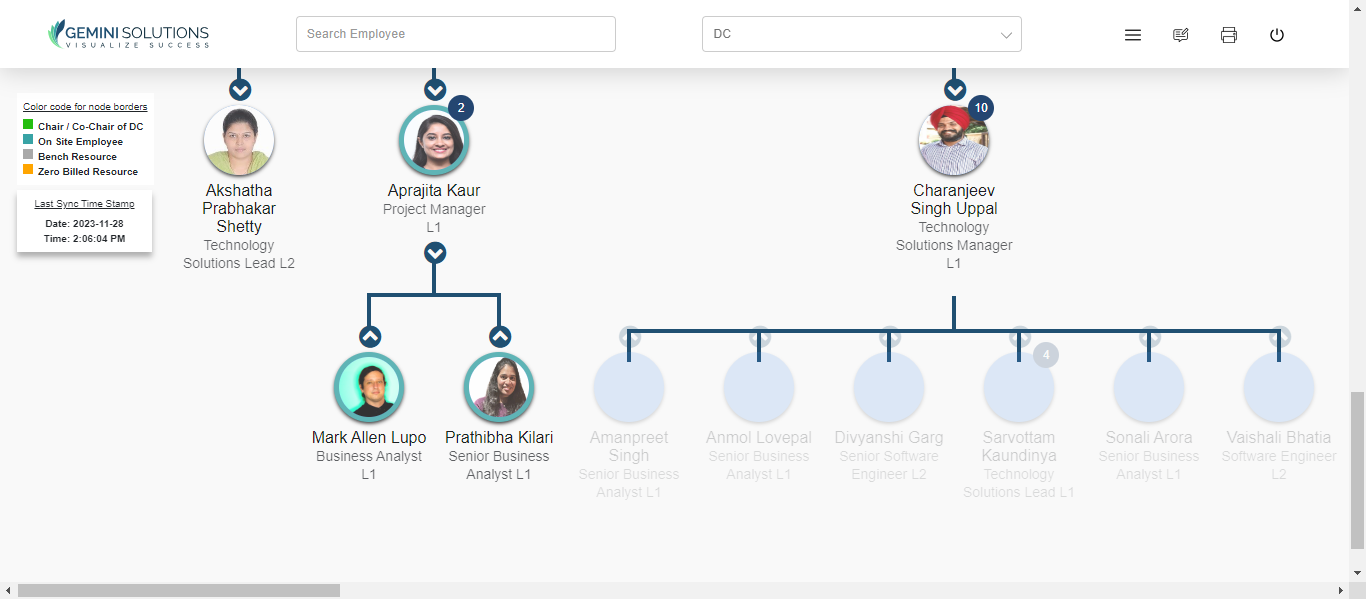 GEMINI SOLUTIONS
VISUALIZE SUCCESS
Search Employee
DC
Color code for node borders
Chair / Co-Chair of DC
On Site Employee
Bench Resource
Zero Billed Resource
Last Sync Time Stamp
Date: 2023-11-28
Time: 2:06:04 PM
Akshatha
Prabhakar
Shetty
Technology
Solutions Lead L2
2
Aprajita Kaur
Project Manager
L1
10
Charanjeev
Singh Uppal
Technology
Solutions Manager
L1
Mark Allen Lupo
Business Analyst
L1
Prathibha Kilari
Senior Business
Analyst L1
Amanpreet
Singh
Senior Business
Analyst L1
Anmol Lovepal
Senior Business
Analyst L1
Divyanshi Garg
Senior Software
Engineer L2
4
Sarvottam
Kaundinya
Technology
Solutions Lead L1
Sonali Arora
Senior Business
Analyst L1
Vaishali Bhatia
Software Engineer
L2